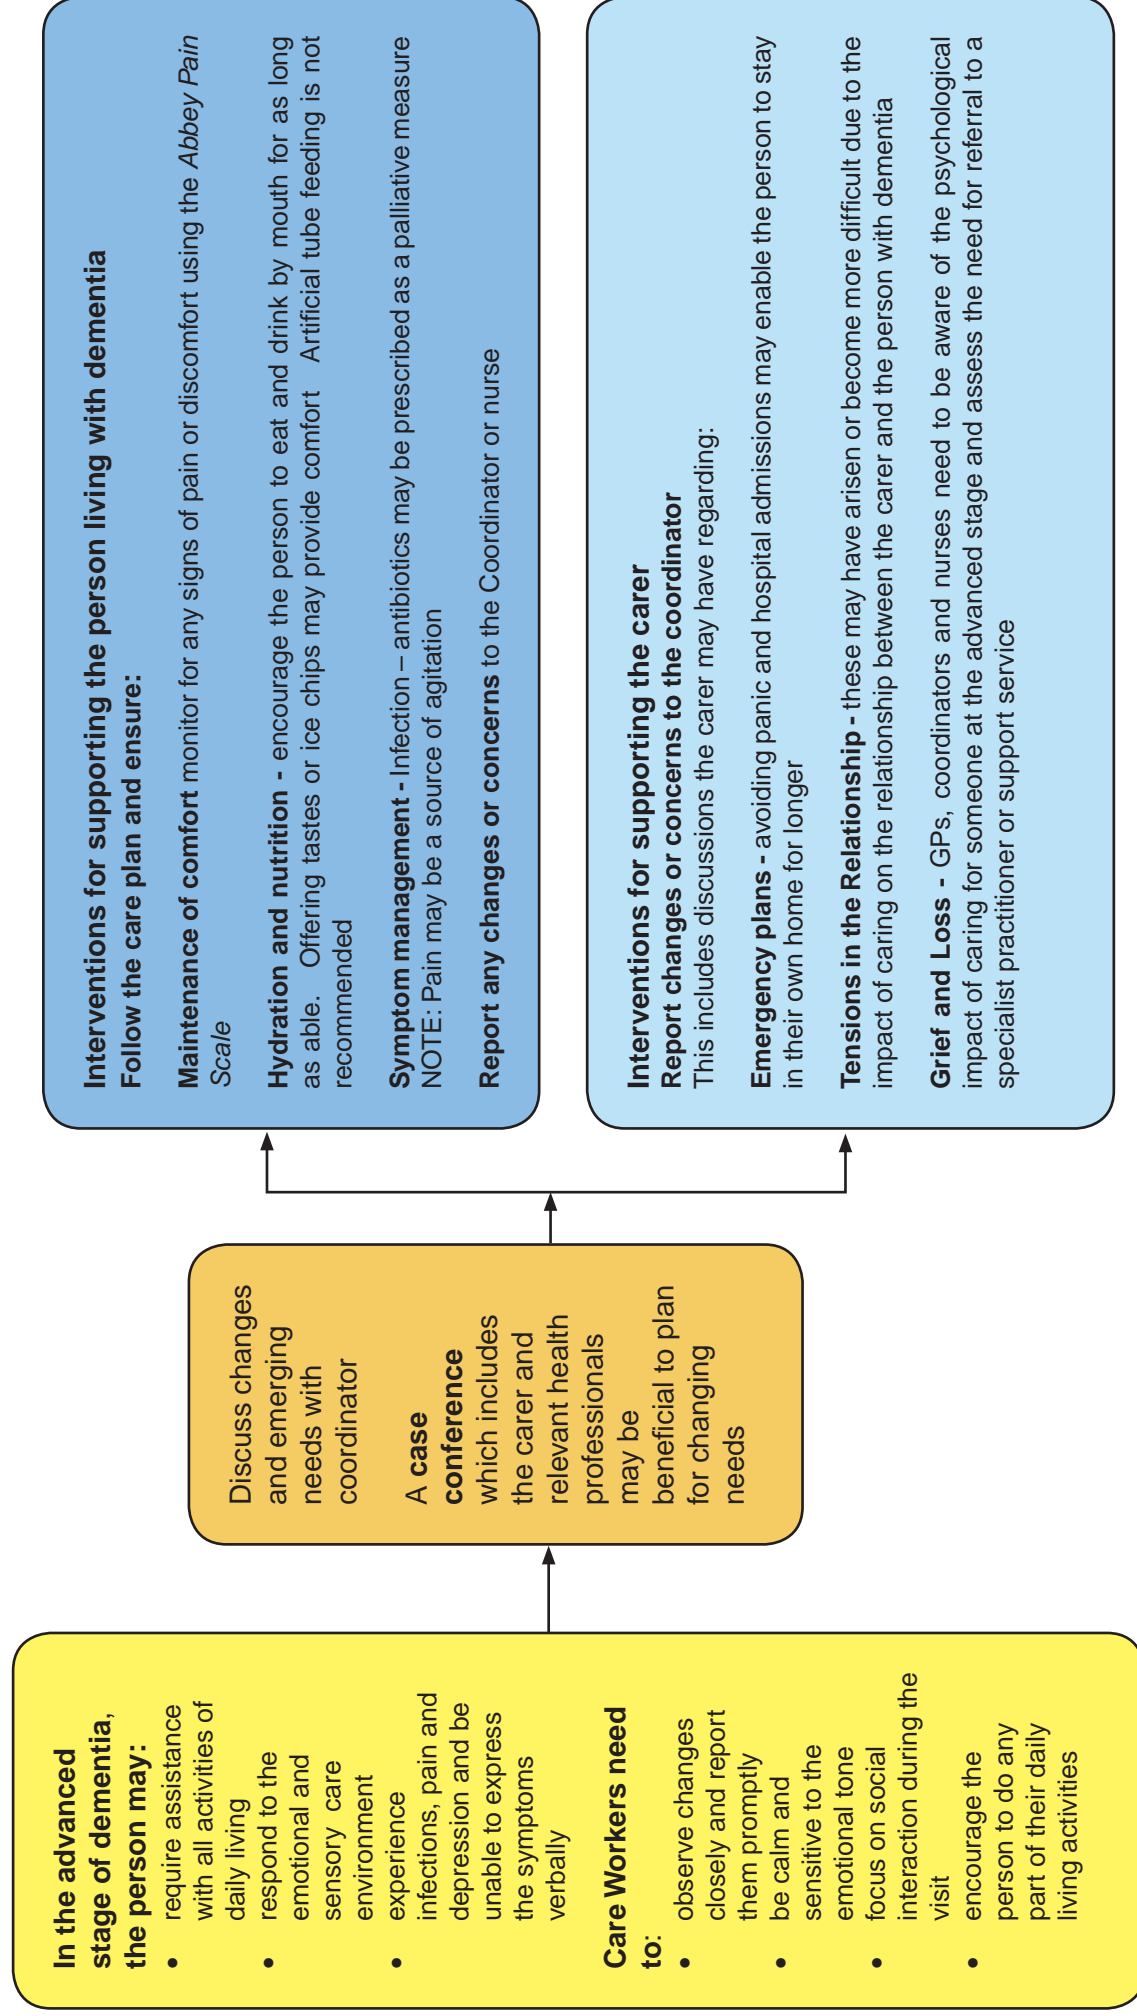 In the advanced
stage of dementia,
the person may:
• require assistance
with all activities of
daily living
• respond to the
emotional and
sensory care
environment
• experience
infections, pain and
depression and be
unable to express
the symptoms
verbally
Care Workers need
to:
• observe changes
closely and report
them promptly
• be calm and
sensitive to the
emotional tone
• focus on social
interaction during the
visit
• encourage the
person to do any
part of their daily
living activities
Discuss changes
and emerging
needs with
coordinator
A case
conference
which includes
the carer and
relevant health
professionals
may be
beneficial to plan
for changing
needs
Interventions for supporting the person living with dementia
Follow the care plan and ensure:
Maintenance of comfort monitor for any signs of pain or discomfort using the Abbey Pain
Scale
Hydration and nutrition - encourage the person to eat and drink by mouth for as long
as able. Offering tastes or ice chips may provide comfort Artificial tube feeding is not
recommended
Symptom management - Infection – antibiotics may be prescribed as a palliative measure
NOTE: Pain may be a source of agitation
Report any changes or concerns to the Coordinator or nurse
Interventions for supporting the carer
Report changes or concerns to the coordinator
This includes discussions the carer may have regarding:
Emergency plans - avoiding panic and hospital admissions may enable the person to stay
in their own home for longer
Tensions in the Relationship - these may have arisen or become more difficult due to the
impact of caring on the relationship between the carer and the person with dementia
Grief and Loss - GPs, coordinators and nurses need to be aware of the psychological
impact of caring for someone at the advanced stage and assess the need for referral to a
specialist practitioner or support service